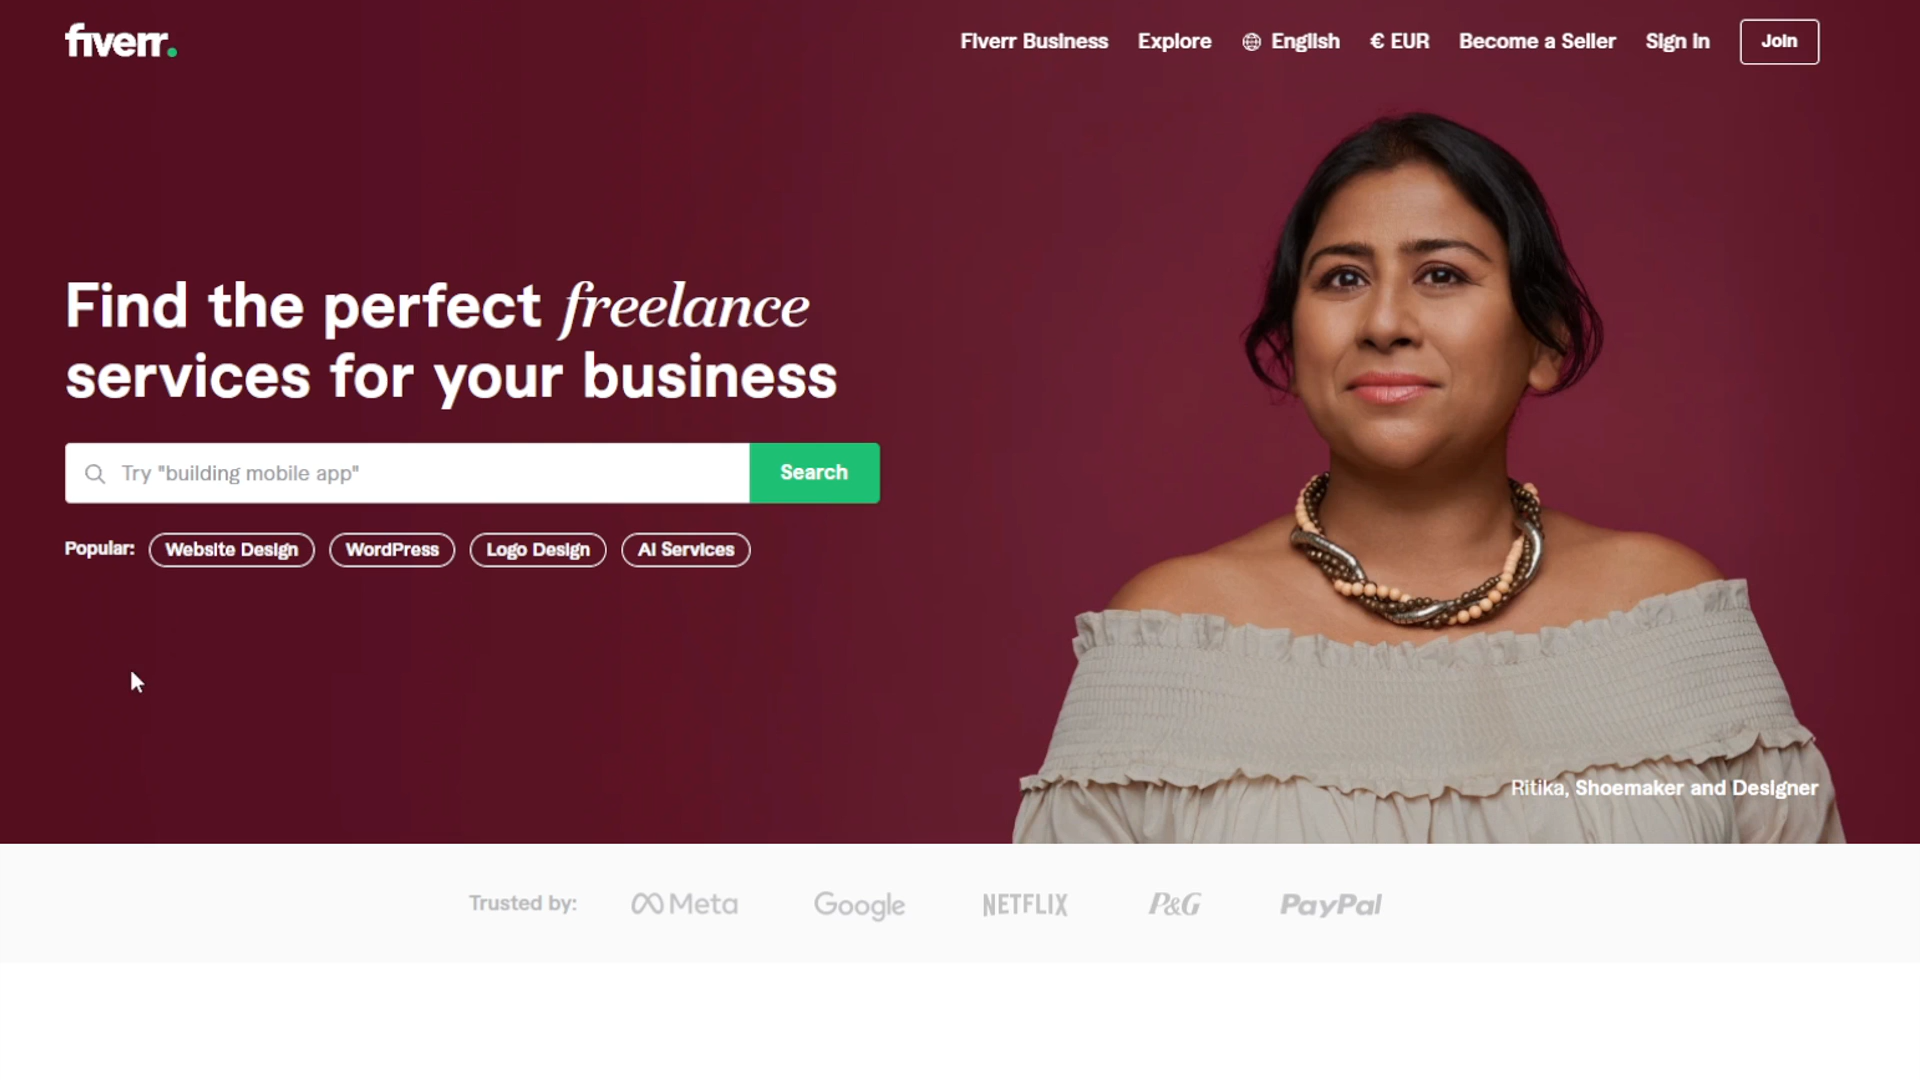 fiverr.
Fiverr Business Explore English € EUR Become a Seller Sign In Join
Find the perfect freelance
services for your business
Try "building mobile app" Search
Popular: Website Design WordPress Logo Design AI Services
Ritika, Shoemaker and Designer
Trusted by: Meta Google NETFLIX P&G PayPal